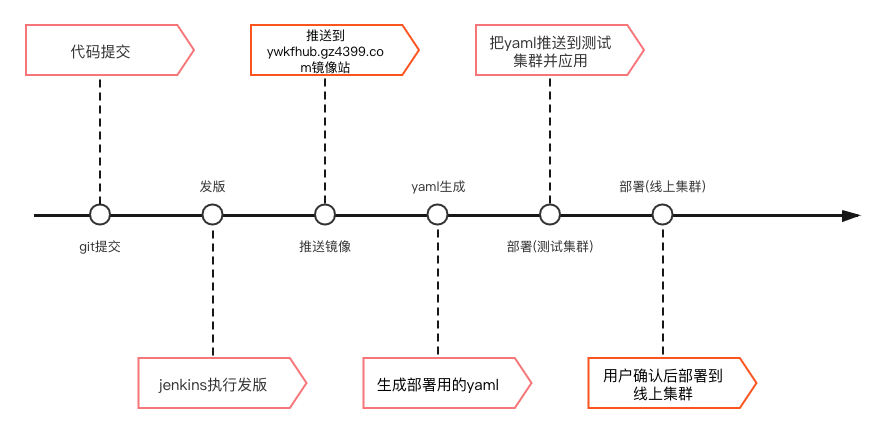 代码提交
推送到
ywkfhub.gz4399.co
m镜像站
把yaml推送到测试
集群并应用
发版
yaml生成
部署(线上集群)
git提交
推送镜像
部署(测试集群)
jenkins执行发版
生成部署用的yaml
用户确认后部署到
线上集群